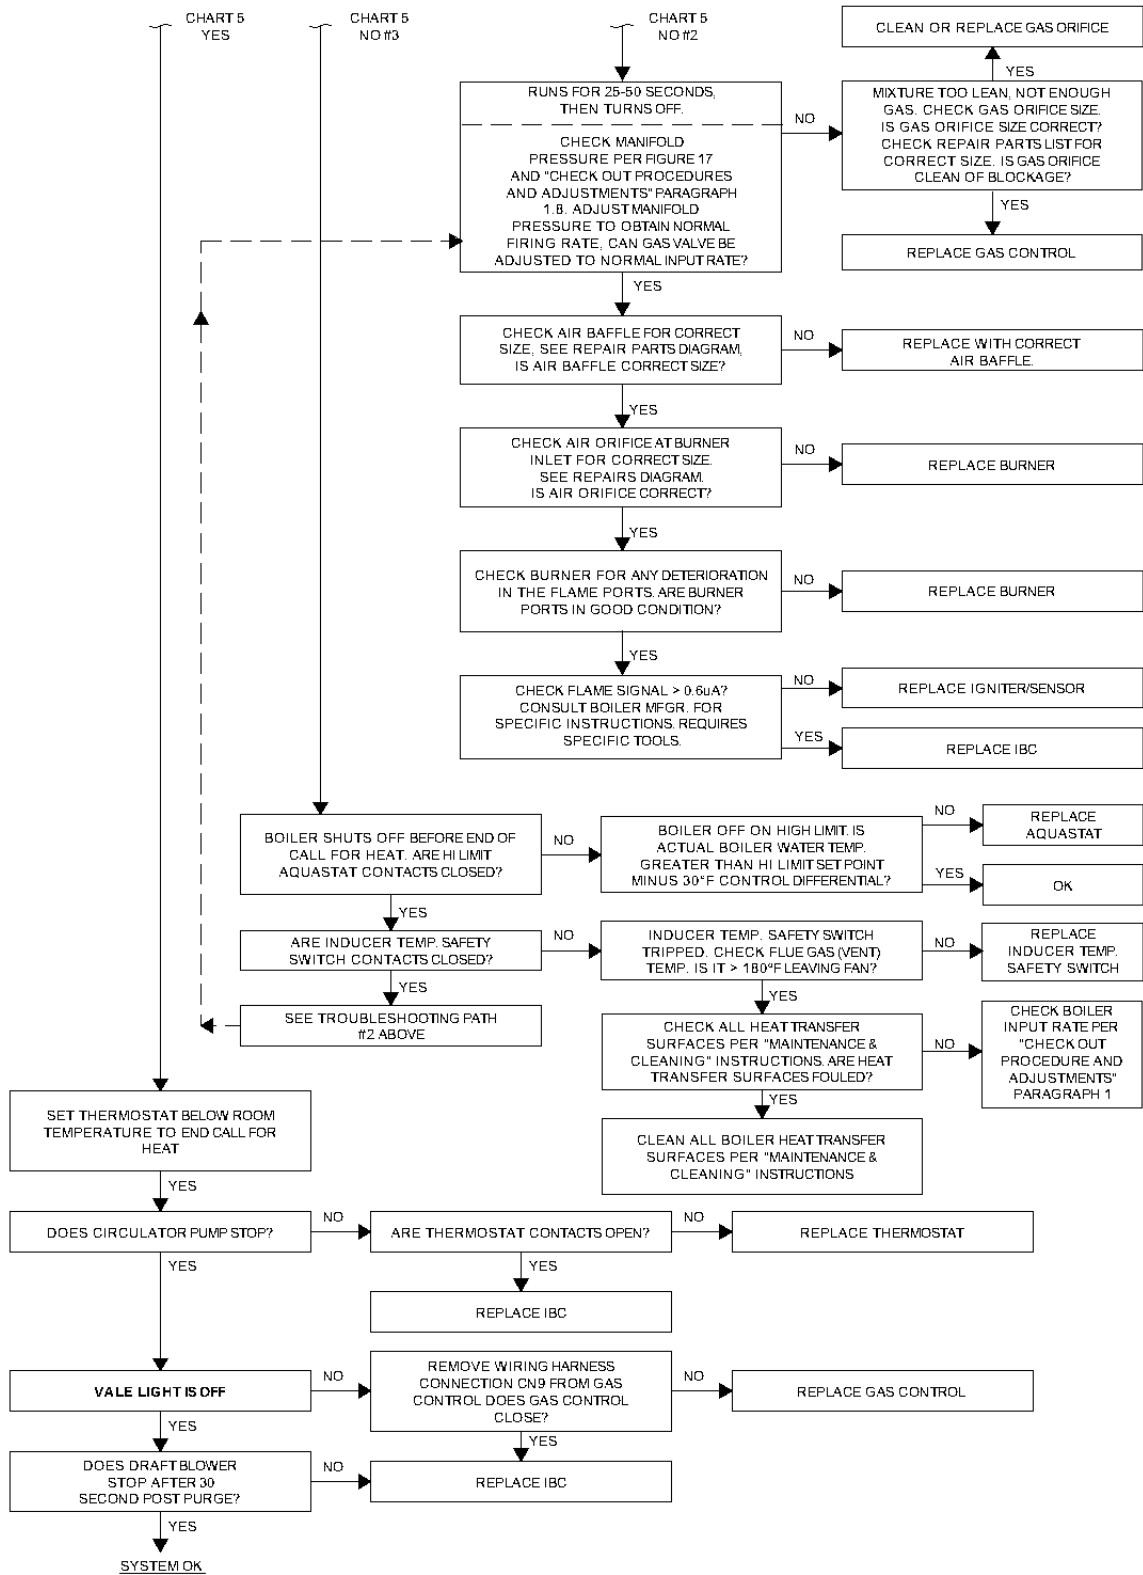 CHART 5
YES
CHART 5
NO #3
CHART 5
NO #2
CLEAN OR REPLACE GAS ORIFICE
YES
RUNS FOR 25-50 SECONDS,
THEN TURNS OFF.
CHECK MANIFOLD
PRESSURE PER FIGURE 17
AND "CHECK OUT PROCEDURES
AND ADJUSTMENTS" PARAGRAPH
1.8. ADJUST MANIFOLD
PRESSURE TO OBTAIN NORMAL
FIRING RATE, CAN GAS VALVE BE
ADJUSTED TO NORMAL INPUT RATE?
NO
MIXTURE TOO LEAN, NOT ENOUGH
GAS. CHECK GAS ORIFICE SIZE.
IS GAS ORIFICE SIZE CORRECT?
CHECK REPAIR PARTS LIST FOR
CORRECT SIZE. IS GAS ORIFICE
CLEAN OF BLOCKAGE?
YES
REPLACE GAS CONTROL
YES
CHECK AIR BAFFLE FOR CORRECT
SIZE, SEE REPAIR PARTS DIAGRAM,
IS AIR BAFFLE CORRECT SIZE?
NO
REPLACE WITH CORRECT
AIR BAFFLE.
YES
CHECK AIR ORIFICE AT BURNER
INLET FOR CORRECT SIZE.
SEE REPAIRS DIAGRAM.
IS AIR ORIFICE CORRECT?
NO
REPLACE BURNER
YES
CHECK BURNER FOR ANY DETERIORATION
IN THE FLAME PORTS. ARE BURNER
PORTS IN GOOD CONDITION?
NO
REPLACE BURNER
YES
CHECK FLAME SIGNAL > 0.6uA?
CONSULT BOILER MFGR. FOR
SPECIFIC INSTRUCTIONS. REQUIRES
SPECIFIC TOOLS.
NO
REPLACE IGNITER/SENSOR
YES
REPLACE IBC
BOILER SHUTS OFF BEFORE END OF
CALL FOR HEAT. ARE HI LIMIT
AQUASTAT CONTACTS CLOSED?
NO
BOILER OFF ON HIGH LIMIT. IS
ACTUAL BOILER WATER TEMP.
GREATER THAN HI LIMIT SET POINT
MINUS 30°F CONTROL DIFFERENTIAL?
NO
REPLACE
AQUASTAT
YES
OK
YES
ARE INDUCER TEMP. SAFETY
SWITCH CONTACTS CLOSED?
NO
INDUCER TEMP. SAFETY SWITCH
TRIPPED. CHECK FLUE GAS (VENT)
TEMP. IS IT > 180°F LEAVING FAN?
NO
REPLACE
INDUCER TEMP.
SAFETY SWITCH
YES
SEE TROUBLESHOOTING PATH
#2 ABOVE
YES
CHECK ALL HEAT TRANSFER
SURFACES PER "MAINTENANCE &
CLEANING" INSTRUCTIONS. ARE HEAT
TRANSFER SURFACES FOULED?
NO
CHECK BOILER
INPUT RATE PER
"CHECK OUT
PROCEDURE AND
ADJUSTMENTS"
PARAGRAPH 1
YES
CLEAN ALL BOILER HEAT TRANSFER
SURFACES PER "MAINTENANCE &
CLEANING" INSTRUCTIONS
SET THERMOSTAT BELOW ROOM
TEMPERATURE TO END CALL FOR
HEAT
YES
DOES CIRCULATOR PUMP STOP?
NO
ARE THERMOSTAT CONTACTS OPEN?
NO
REPLACE THERMOSTAT
YES
YES
REPLACE IBC
VALE LIGHT IS OFF
NO
REMOVE WIRING HARNESS
CONNECTION CN9 FROM GAS
CONTROL DOES GAS CONTROL
CLOSE?
NO
REPLACE GAS CONTROL
YES
YES
DOES DRAFT BLOWER
STOP AFTER 30
SECOND POST PURGE?
NO
REPLACE IBC
YES
SYSTEM OK